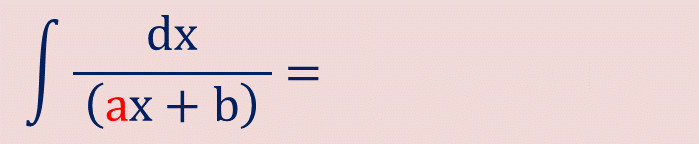 ∫ dx / (ax + b) =